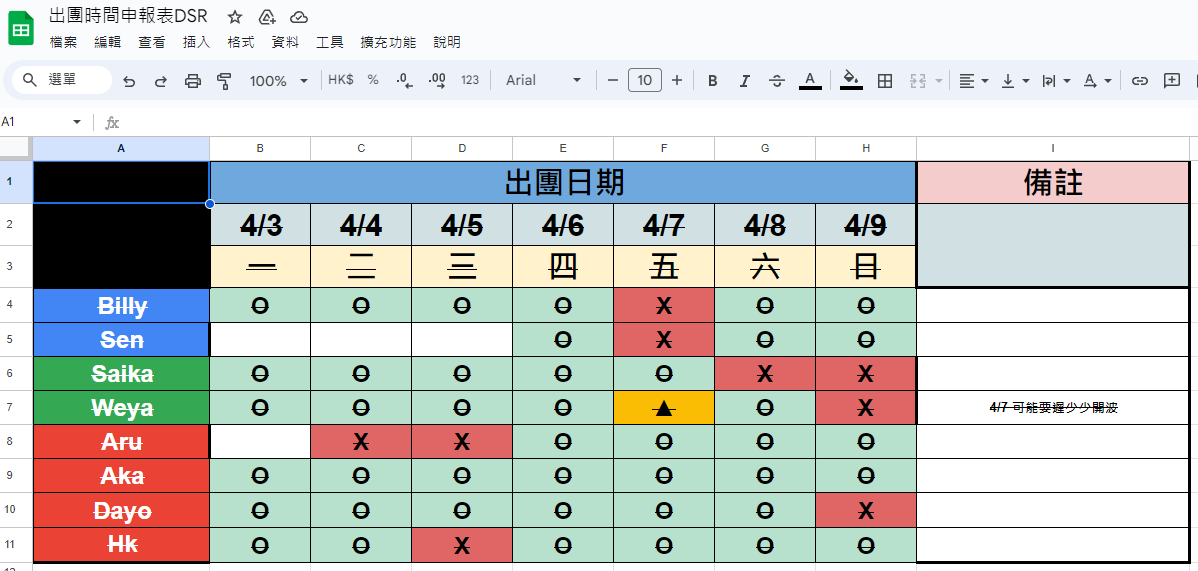 出團時間申報表DSR
檔案 編輯 查看 插入 格式 資料 工具 擴充功能 說明
選單 100% HK$ % .0 .00 123 Arial − 10 + B I A A
A1 fx
A B C D E F G H I
1 出團日期 備註
2 4/3 4/4 4/5 4/6 4/7 4/8 4/9
3 一 二 三 四 五 六 日
4 Billy O O O O X O O
5 Sen O X O O
6 Saika O O O O O X X
7 Weya O O O O ▲ O X 4/7 可能要遲少少開波
8 Aru X X O O O O
9 Aka O O O O O O O
10 Dayo O O O O O O X
11 Hk O O X O O O O